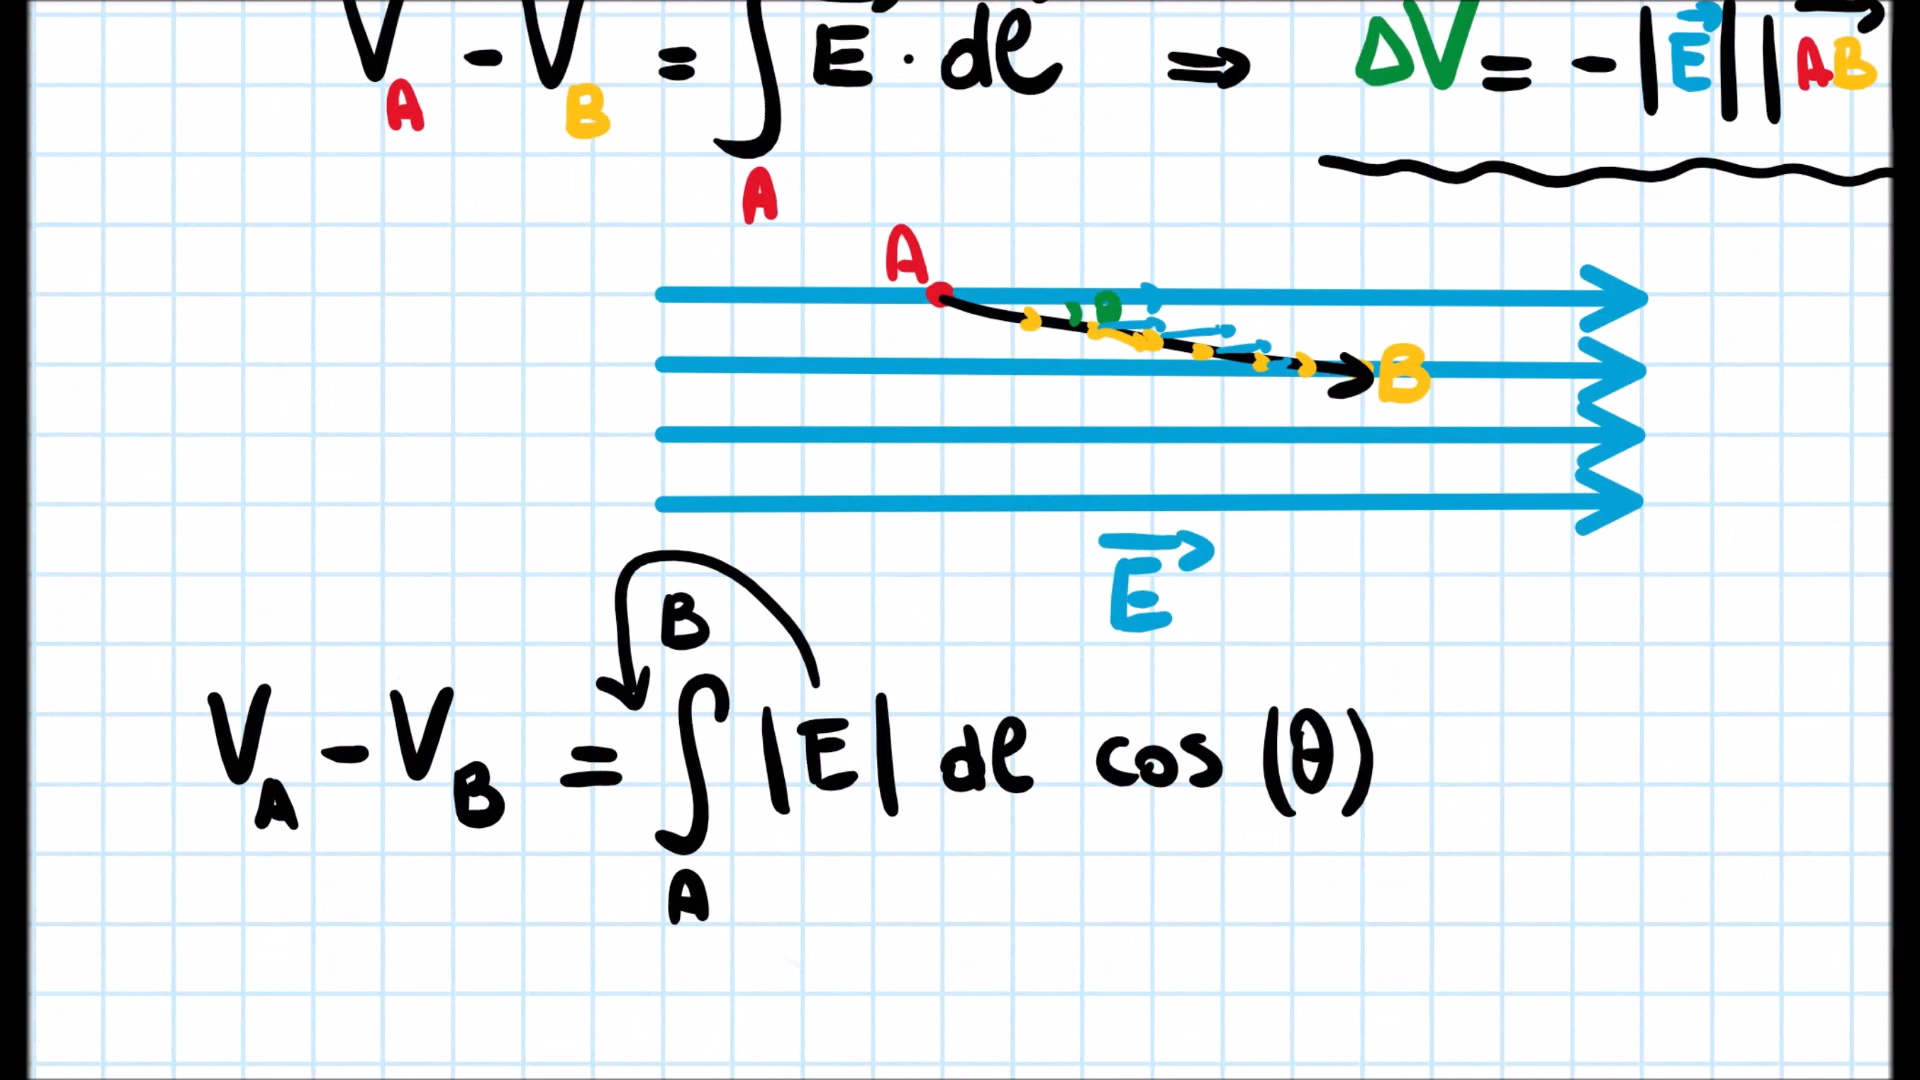 V_A - V_B = ∫_A E⃗ · dℓ⃗ ⇒ ΔV = -|E⃗||AB⃗
A
θ
B
E⃗
V_A - V_B = ∫_A^B |E| dℓ cos (θ)